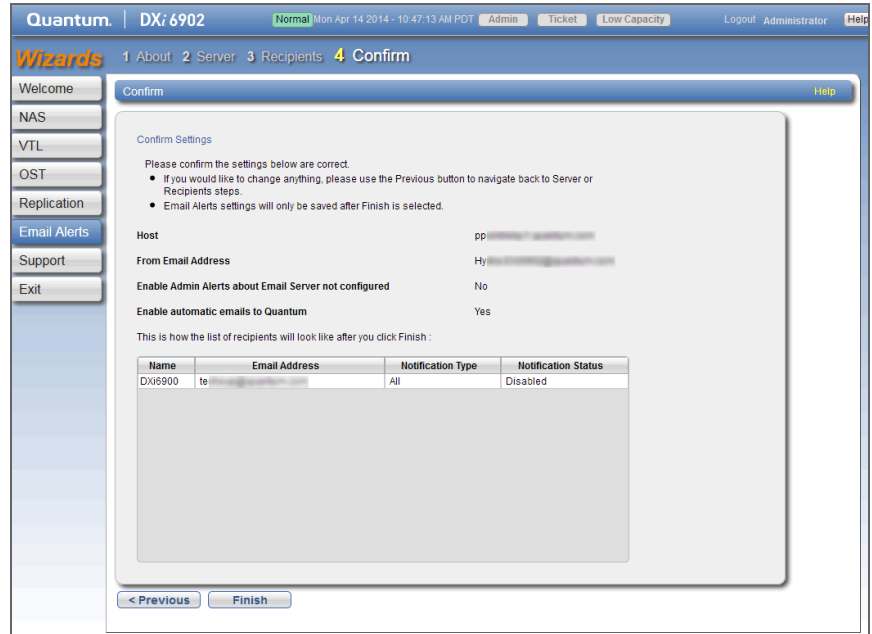 Quantum. DXi 6902 Normal Mon Apr 14 2014 - 10:47:13 AM PDT Admin Ticket Low Capacity Logout Administrator Help
Wizards 1 About 2 Server 3 Recipients 4 Confirm
Welcome
NAS
VTL
OST
Replication
Email Alerts
Support
Exit
Confirm Help
Confirm Settings
Please confirm the settings below are correct.
• If you would like to change anything, please use the Previous button to navigate back to Server or
Recipients steps.
• Email Alerts settings will only be saved after Finish is selected.
Host pp
From Email Address Hy
Enable Admin Alerts about Email Server not configured No
Enable automatic emails to Quantum Yes
This is how the list of recipients will look like after you click Finish :
Name Email Address Notification Type Notification Status
DXi6900 te All Disabled
< Previous Finish